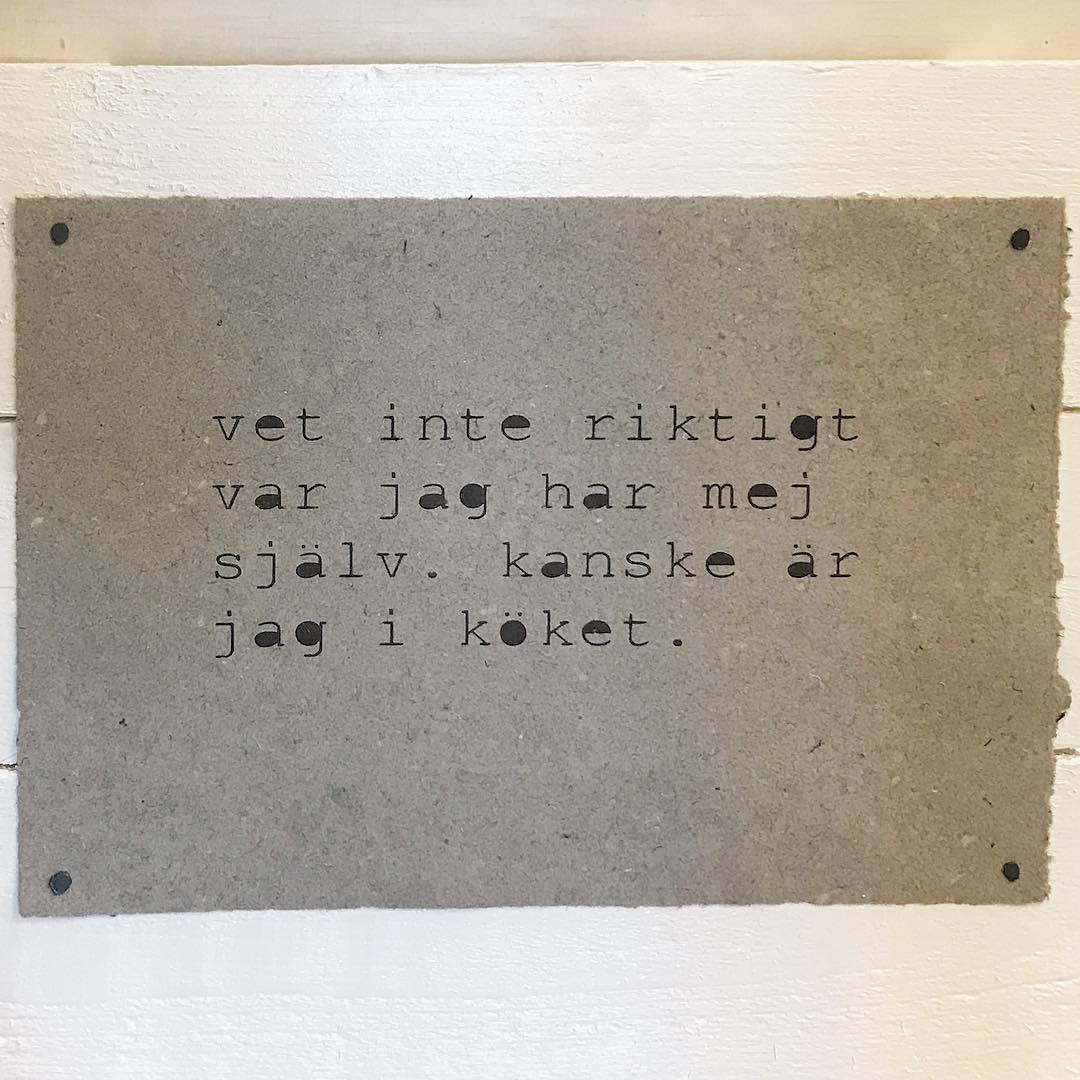 vet inte riktigt
var jag har mej
själv. kanske är
jag i köket.